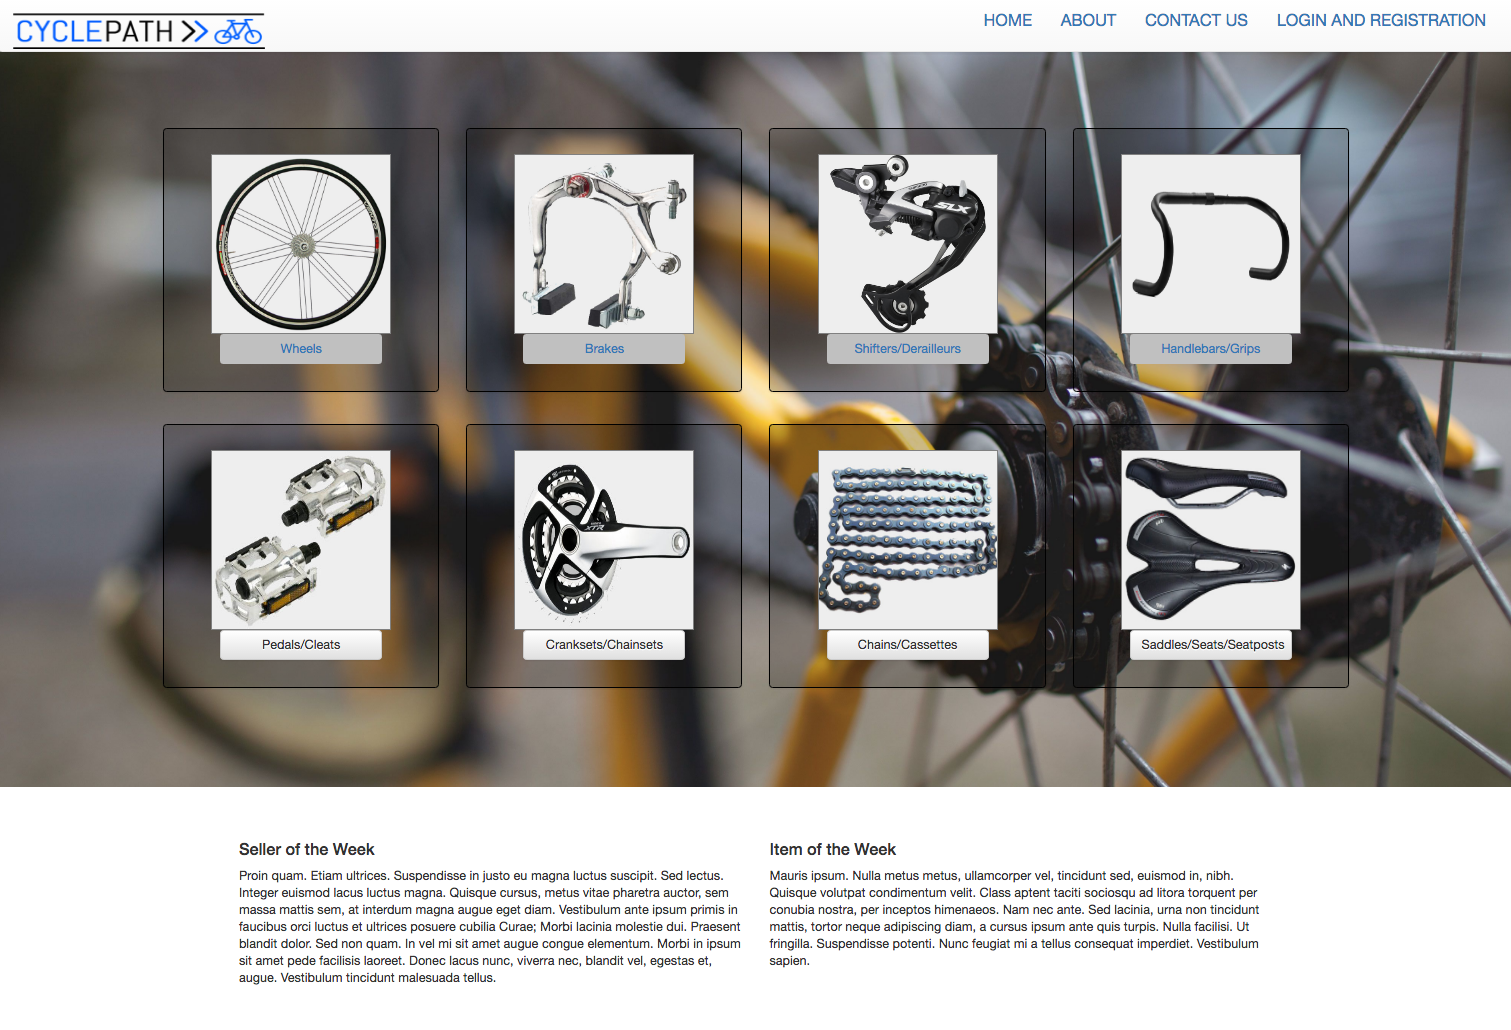 CYCLEPATH
HOME ABOUT CONTACT US LOGIN AND REGISTRATION
SLX
Wheels Brakes Shifters/Derailleurs Handlebars/Grips
XTR
Pedals/Cleats Cranksets/Chainsets Chains/Cassettes Saddles/Seats/Seatposts
Seller of the Week
Proin quam. Etiam ultrices. Suspendisse in justo eu magna luctus suscipit. Sed lectus.
Integer euismod lacus luctus magna. Quisque cursus, metus vitae pharetra auctor, sem
massa mattis sem, at interdum magna augue eget diam. Vestibulum ante ipsum primis in
faucibus orci luctus et ultrices posuere cubilia Curae; Morbi lacinia molestie dui. Praesent
blandit dolor. Sed non quam. In vel mi sit amet augue congue elementum. Morbi in ipsum
sit amet pede facilisis laoreet. Donec lacus nunc, viverra nec, blandit vel, egestas et,
augue. Vestibulum tincidunt malesuada tellus.
Item of the Week
Mauris ipsum. Nulla metus metus, ullamcorper vel, tincidunt sed, euismod in, nibh.
Quisque volutpat condimentum velit. Class aptent taciti sociosqu ad litora torquent per
conubia nostra, per inceptos himenaeos. Nam nec ante. Sed lacinia, urna non tincidunt
mattis, tortor neque adipiscing diam, a cursus ipsum ante quis turpis. Nulla facilisi. Ut
fringilla. Suspendisse potenti. Nunc feugiat mi a tellus consequat imperdiet. Vestibulum
sapien.